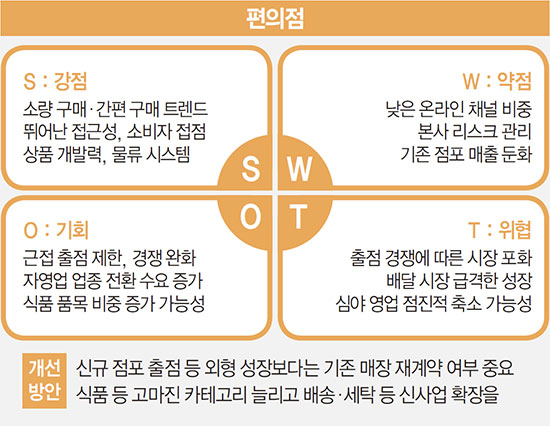 편의점
S : 강점
소량 구매·간편 구매 트렌드
뛰어난 접근성, 소비자 접점
상품 개발력, 물류 시스템
W : 약점
낮은 온라인 채널 비중
본사 리스크 관리
기존 점포 매출 둔화
S W
O T
O : 기회
근접 출점 제한, 경쟁 완화
자영업 업종 전환 수요 증가
식품 품목 비중 증가 가능성
T : 위협
출점 경쟁에 따른 시장 포화
배달 시장 급격한 성장
심야 영업 점진적 축소 가능성
개선 방안
신규 점포 출점 등 외형 성장보다는 기존 매장 재계약 여부 중요
식품 등 고마진 카테고리 늘리고 배송·세탁 등 신사업 확장을